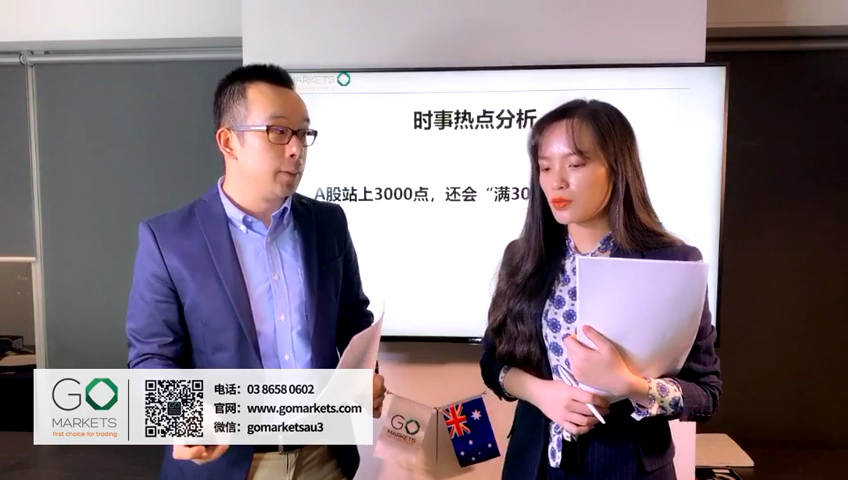 MARKETS
时事热点分析
A股站上3000点，还会“满30
GO
MARKETS
first choice for trading
电话： 03 8658 0602
官网： www.gomarkets.com
微信： gomarketsau3
GO
MARKETS